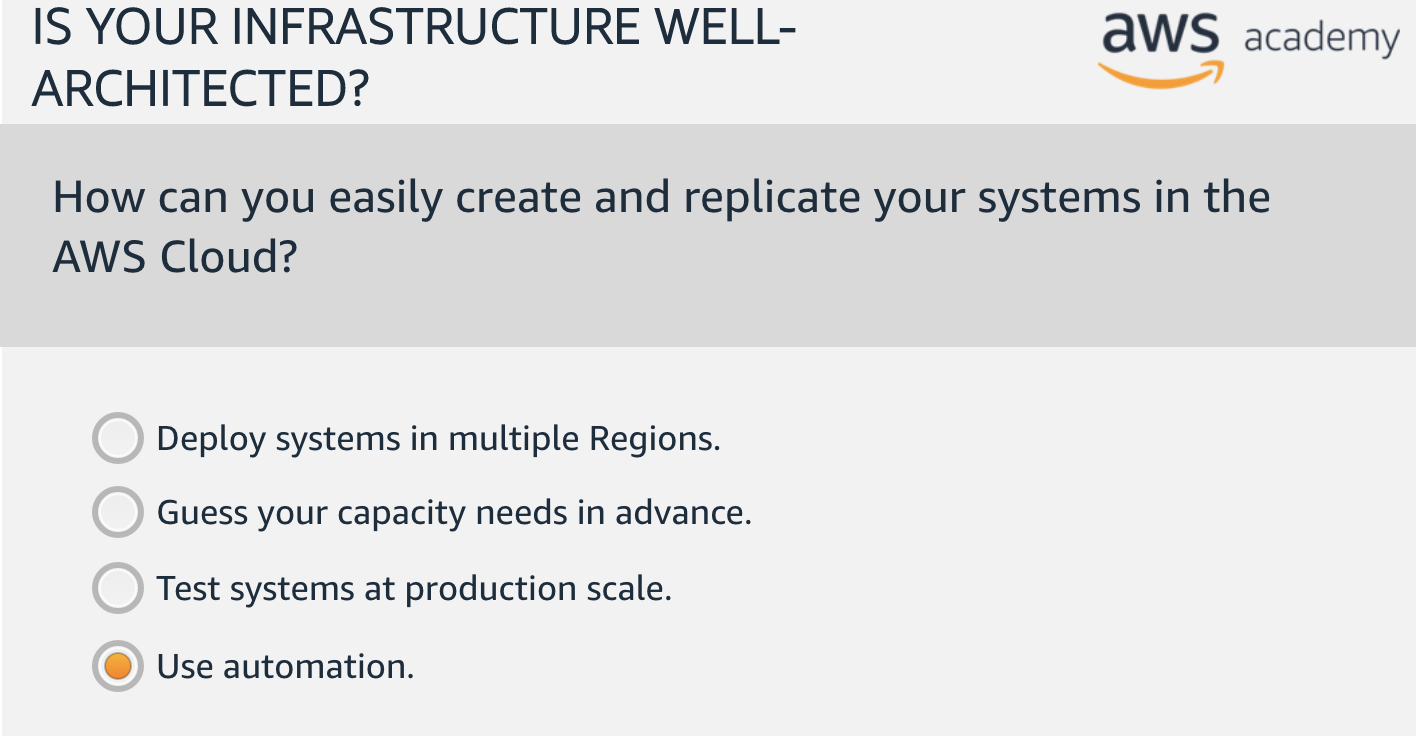 IS YOUR INFRASTRUCTURE WELL-
ARCHITECTED?
aws academy
How can you easily create and replicate your systems in the
AWS Cloud?
Deploy systems in multiple Regions.
Guess your capacity needs in advance.
Test systems at production scale.
Use automation.